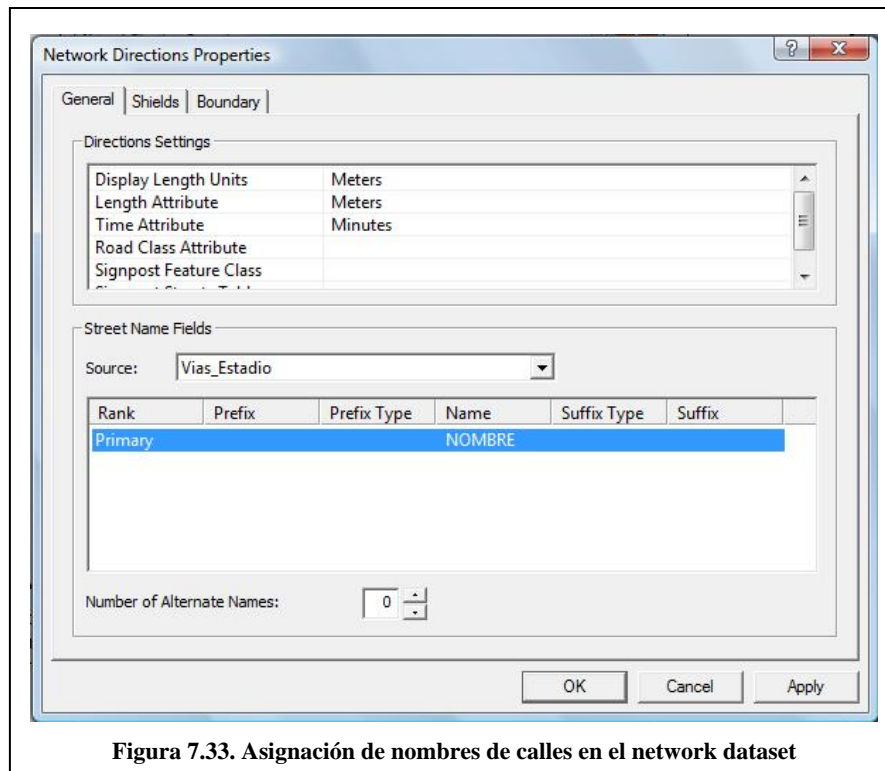 Network Directions Properties
General Shields Boundary
Directions Settings
Display Length Units Meters
Length Attribute Meters
Time Attribute Minutes
Road Class Attribute
Signpost Feature Class
Street Name Fields
Source: Vias_Estadio
Rank Prefix Prefix Type Name Suffix Type Suffix
Primary NOMBRE
Number of Alternate Names: 0
OK Cancel Apply
Figura 7.33. Asignación de nombres de calles en el network dataset